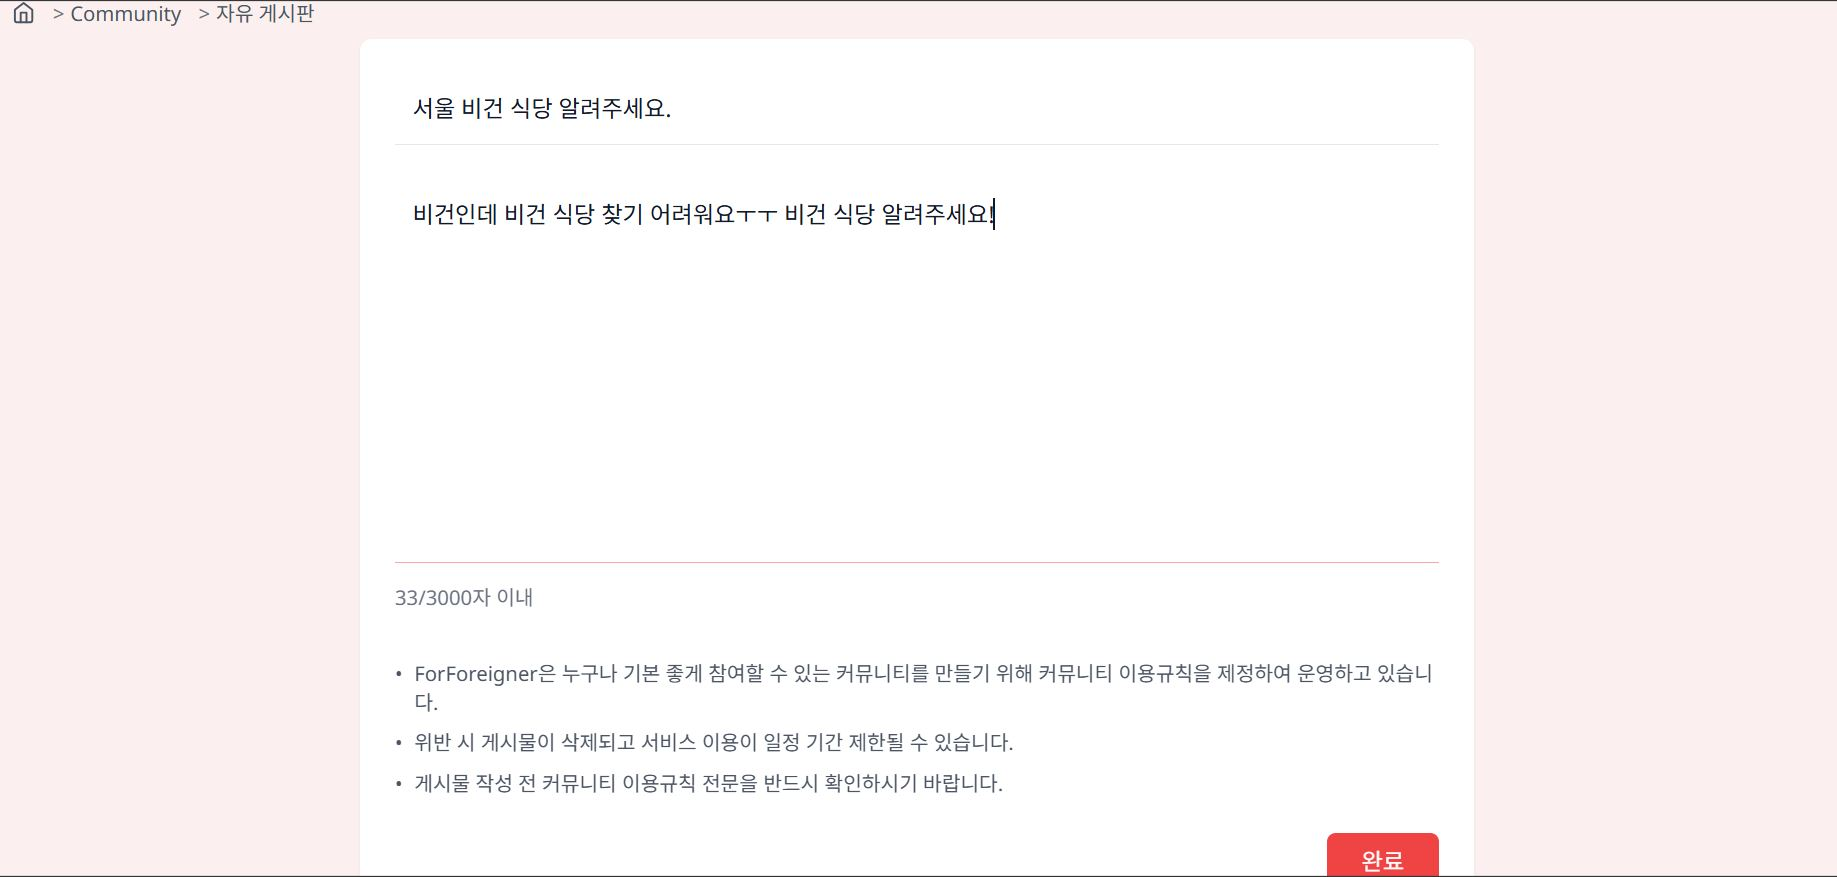 > Community > 자유 게시판
서울 비건 식당 알려주세요.
비건인데 비건 식당 찾기 어려워요ㅜㅜ 비건 식당 알려주세요!
33/3000자 이내
• ForForeigner은 누구나 기본 좋게 참여할 수 있는 커뮤니티를 만들기 위해 커뮤니티 이용규칙을 제정하여 운영하고 있습니
다.
• 위반 시 게시물이 삭제되고 서비스 이용이 일정 기간 제한될 수 있습니다.
• 게시물 작성 전 커뮤니티 이용규칙 전문을 반드시 확인하시기 바랍니다.
완료